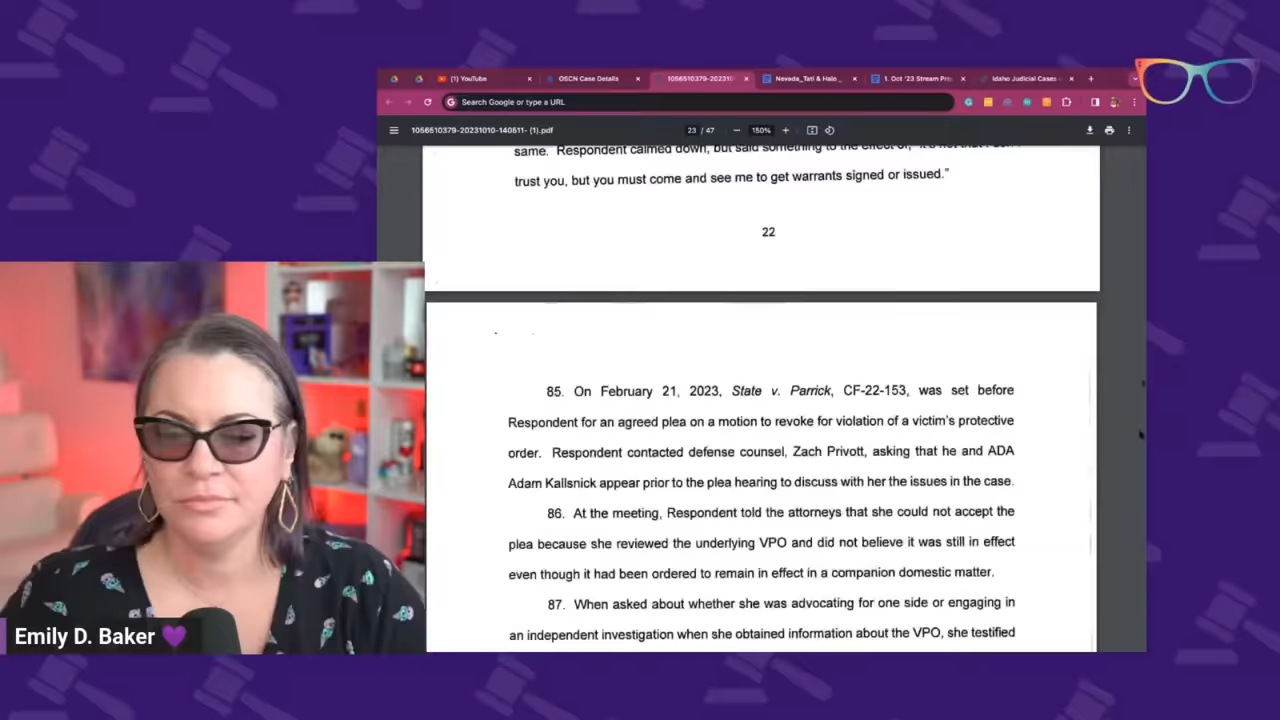 (1) YouTube
OSCN Case Details
1056510379-202310
Nevada_Tati & Halo _
1. Oct '23 Stream Pre
Idaho Judicial Cases
Search Google or type a URL
1056510379-20231010-140511- (1).pdf
23 / 47
150%
same. Respondent calmed down, but said something to the effect of, "It's not that I don't
trust you, but you must come and see me to get warrants signed or issued."
22
85. On February 21, 2023, State v. Parrick, CF-22-153, was set before
Respondent for an agreed plea on a motion to revoke for violation of a victim's protective
order. Respondent contacted defense counsel, Zach Privott, asking that he and ADA
Adam Kallsnick appear prior to the plea hearing to discuss with her the issues in the case.
86. At the meeting, Respondent told the attorneys that she could not accept the
plea because she reviewed the underlying VPO and did not believe it was still in effect
even though it had been ordered to remain in effect in a companion domestic matter.
87. When asked about whether she was advocating for one side or engaging in
an independent investigation when she obtained information about the VPO, she testified
Emily D. Baker